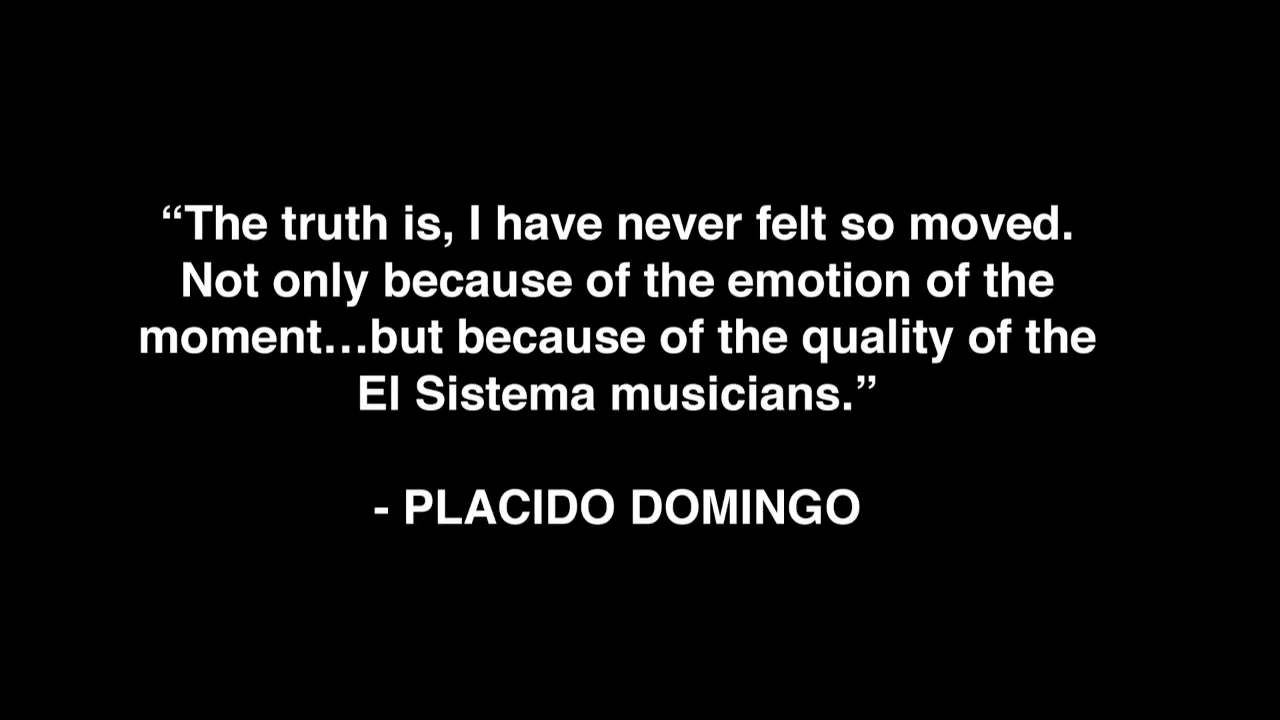 “The truth is, I have never felt so moved.
Not only because of the emotion of the
moment…but because of the quality of the
El Sistema musicians.”
- PLACIDO DOMINGO